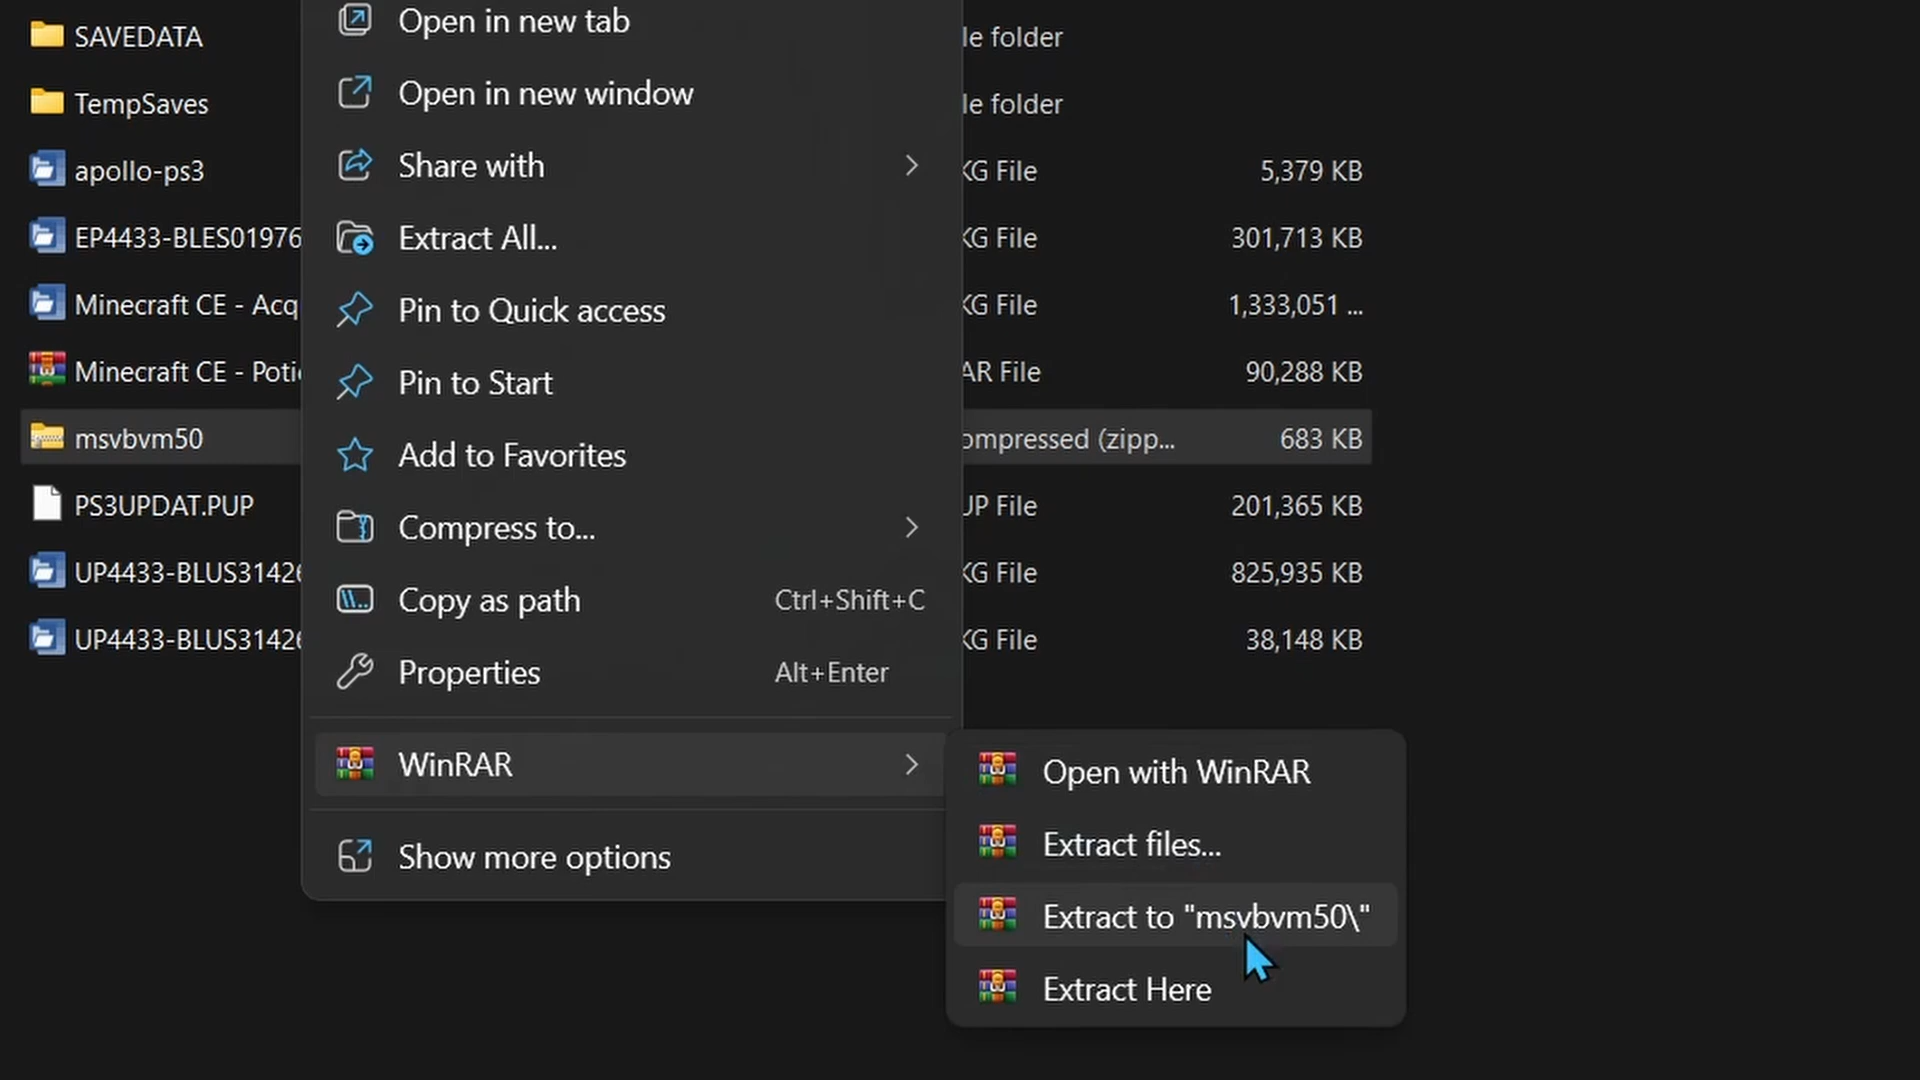 SAVEDATA
TempSaves
apollo-ps3
EP4433-BLES01976
Minecraft CE - Acq
Minecraft CE - Poti
msvbvm50
PS3UPDAT.PUP
UP4433-BLUS3142
UP4433-BLUS3142
Open in new tab
Open in new window
Share with
Extract All...
Pin to Quick access
Pin to Start
Add to Favorites
Compress to...
Copy as path Ctrl+Shift+C
Properties Alt+Enter
WinRAR
Show more options
le folder
le folder
KG File 5,379 KB
KG File 301,713 KB
KG File 1,333,051 ...
AR File 90,288 KB
ompressed (zipp... 683 KB
UP File 201,365 KB
KG File 825,935 KB
KG File 38,148 KB
Open with WinRAR
Extract files...
Extract to "msvbvm50\"
Extract Here